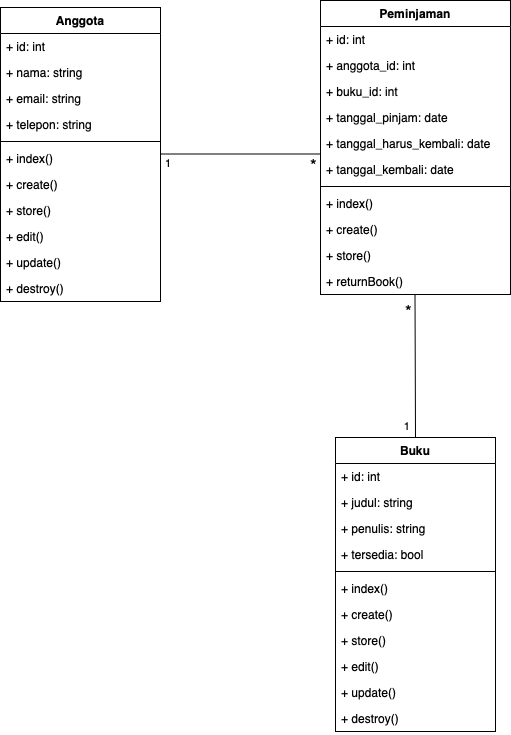 Anggota
+ id: int
+ nama: string
+ email: string
+ telepon: string
+ index()
+ create()
+ store()
+ edit()
+ update()
+ destroy()
1
*
Peminjaman
+ id: int
+ anggota_id: int
+ buku_id: int
+ tanggal_pinjam: date
+ tanggal_harus_kembali: date
+ tanggal_kembali: date
+ index()
+ create()
+ store()
+ returnBook()
*
1
Buku
+ id: int
+ judul: string
+ penulis: string
+ tersedia: bool
+ index()
+ create()
+ store()
+ edit()
+ update()
+ destroy()